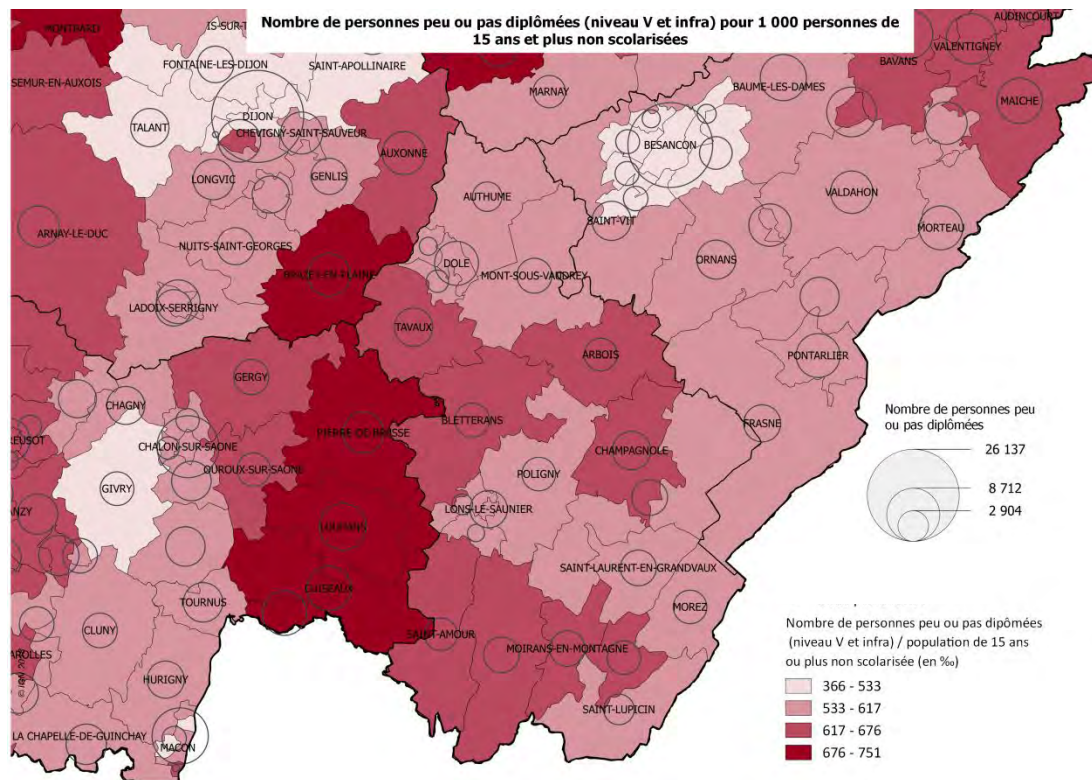 Nombre de personnes peu ou pas diplômées (niveau V et infra) pour 1 000 personnes de
15 ans et plus non scolarisées
MONTBARD
AUDINCOURT
FONTAINE-LES-DIJON
SAINT-APOLLINAIRE
VALENTIGNEY
BAVANS
SEMUR-EN-AUXOIS
MARNAY
BAUME-LES-DAMES
MAICHE
DIJON
TALANT
CHEVIGNY-SAINT-SAUVEUR
BESANCON
AUXONNE
LONGVIC
GENLIS
AUTHUME
VALDAHON
SAINT-VIT
ARNAY-LE-DUC
MORTEAU
NUITS-SAINT-GEORGES
ORNANS
DOLE
MONT-SOUS-VAUDREY
LADOIX-SERRIGNY
TAVAUX
ARBOIS
PONTARLIER
GERGY
CHAGNY
BLETTERANS
FRASNE
PIERRE-DE-BRESSE
CHALON-SUR-SAONE
CHAMPAGNOLE
OUROUX-SUR-SAONE
POLIGNY
GIVRY
LONS-LE-SAUNIER
LOUHANS
SAINT-LAURENT-EN-GRANDVAUX
CUISEAUX
TOURNUS
MOREZ
CLUNY
SAINT-AMOUR
MOIRANS-EN-MONTAGNE
HURIGNY
SAINT-LUPICIN
LA CHAPELLE-DE-GUINCHAY
MACON
Nombre de personnes peu
ou pas diplômées
26 137
8 712
2 904
Nombre de personnes peu ou pas dipômées
(niveau V et infra) / population de 15 ans
ou plus non scolarisée (en ‰)
366 - 533
533 - 617
617 - 676
676 - 751